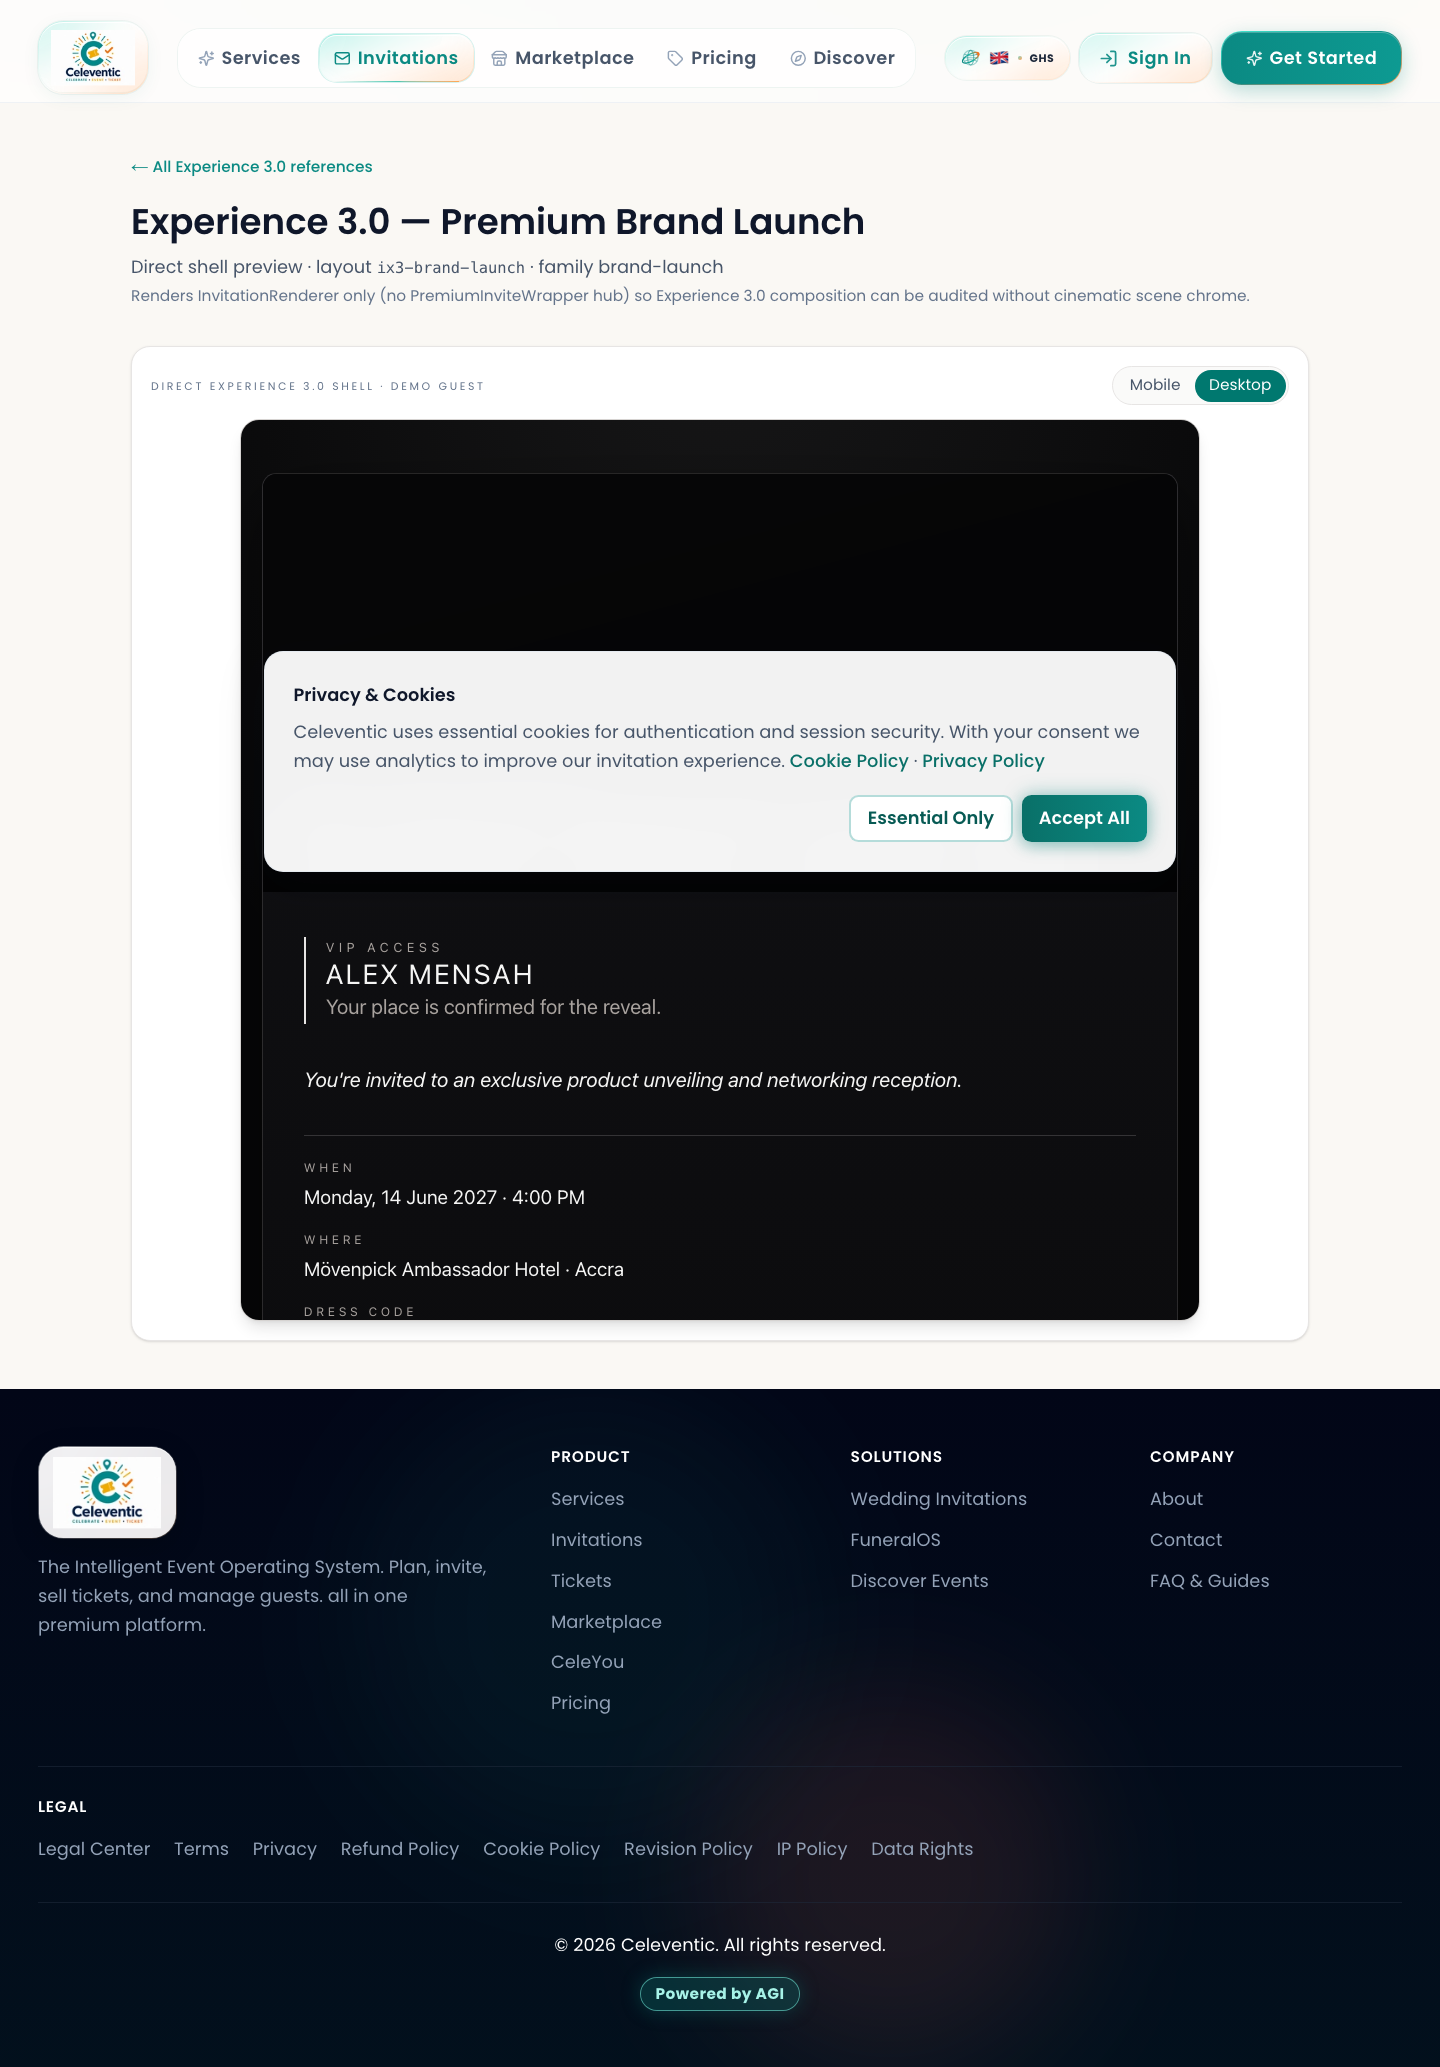 Celeventic
CELEBRATE • EVENT • TICKET
Services
Invitations
Marketplace
Pricing
Discover
GHS
Sign In
Get Started
← All Experience 3.0 references
Experience 3.0 — Premium Brand Launch
Direct shell preview · layout ix3-brand-launch · family brand-launch
Renders InvitationRenderer only (no PremiumInviteWrapper hub) so Experience 3.0 composition can be audited without cinematic scene chrome.
DIRECT EXPERIENCE 3.0 SHELL · DEMO GUEST
Mobile
Desktop
Privacy & Cookies
Celeventic uses essential cookies for authentication and session security. With your consent we
may use analytics to improve our invitation experience. Cookie Policy · Privacy Policy
Essential Only
Accept All
VIP ACCESS
ALEX MENSAH
Your place is confirmed for the reveal.
You're invited to an exclusive product unveiling and networking reception.
WHEN
Monday, 14 June 2027 · 4:00 PM
WHERE
Mövenpick Ambassador Hotel · Accra
DRESS CODE
Celeventic
CELEBRATE • EVENT • TICKET
The Intelligent Event Operating System. Plan, invite,
sell tickets, and manage guests. all in one
premium platform.
PRODUCT
Services
Invitations
Tickets
Marketplace
CeleYou
Pricing
SOLUTIONS
Wedding Invitations
FuneralOS
Discover Events
COMPANY
About
Contact
FAQ & Guides
LEGAL
Legal Center
Terms
Privacy
Refund Policy
Cookie Policy
Revision Policy
IP Policy
Data Rights
© 2026 Celeventic. All rights reserved.
Powered by AGI